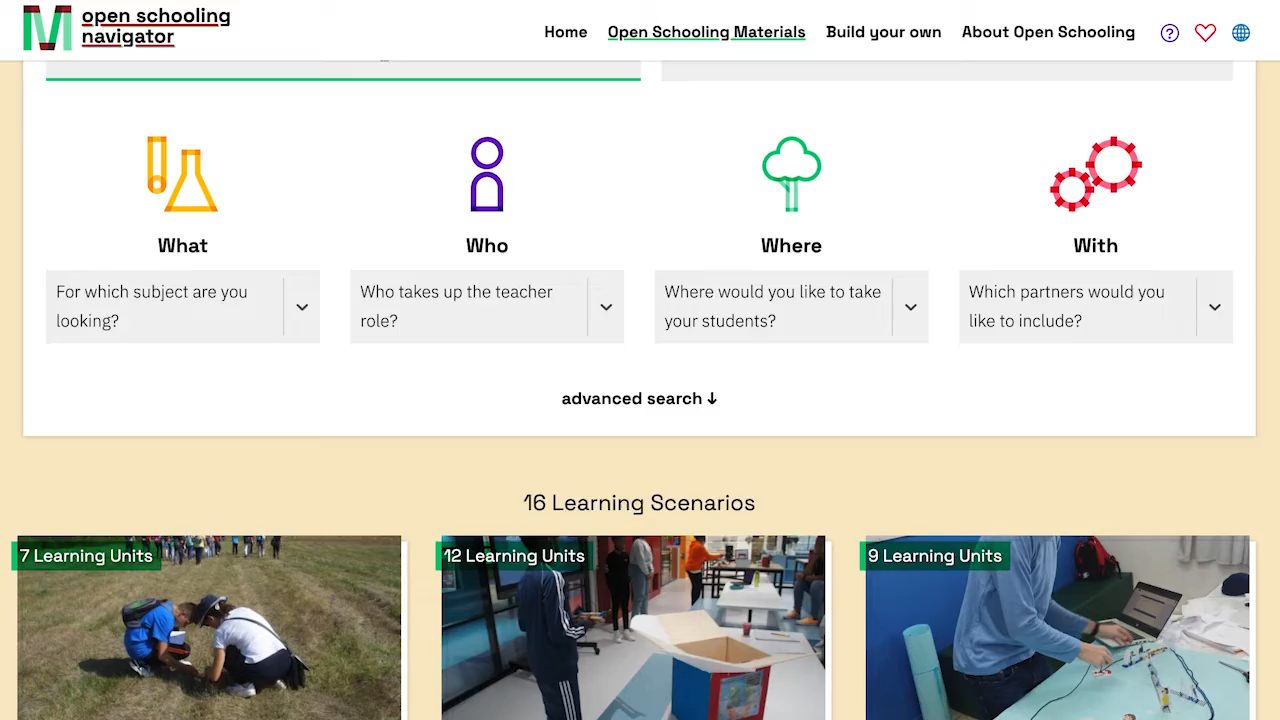 open schooling
navigator
Home
Open Schooling Materials
Build your own
About Open Schooling
?
What
Who
Where
With
For which subject are you
looking?
Who takes up the teacher
role?
Where would you like to take
your students?
Which partners would you
like to include?
advanced search ↓
16 Learning Scenarios
7 Learning Units
12 Learning Units
9 Learning Units